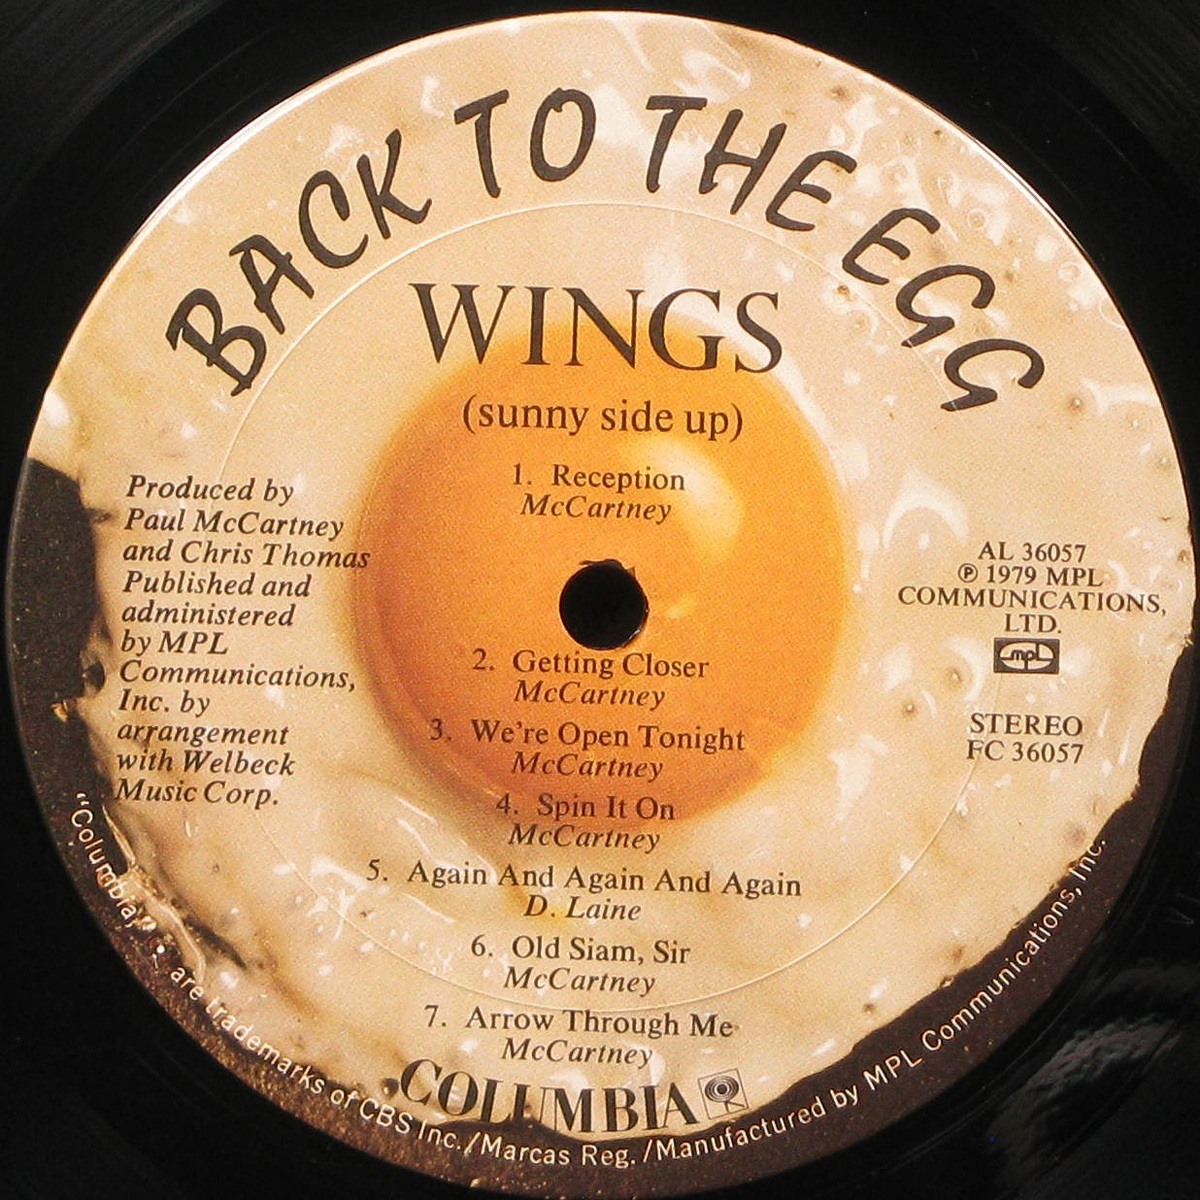 BACK TO THE EGG
WINGS
(sunny side up)
1. Reception
McCartney
Produced by
Paul McCartney
and Chris Thomas
Published and
administered
by MPL
Communications,
Inc. by
arrangement
with Welbeck
Music Corp.
AL 36057
Ⓟ 1979 MPL
COMMUNICATIONS,
LTD.
mpl
STEREO
FC 36057
2. Getting Closer
McCartney
3. We're Open Tonight
McCartney
4. Spin It On
McCartney
5. Again And Again And Again
D. Laine
6. Old Siam, Sir
McCartney
7. Arrow Through Me
McCartney
COLUMBIA
"Columbia," are trademarks of CBS Inc./Marcas Reg./Manufactured by MPL Communications, Inc.